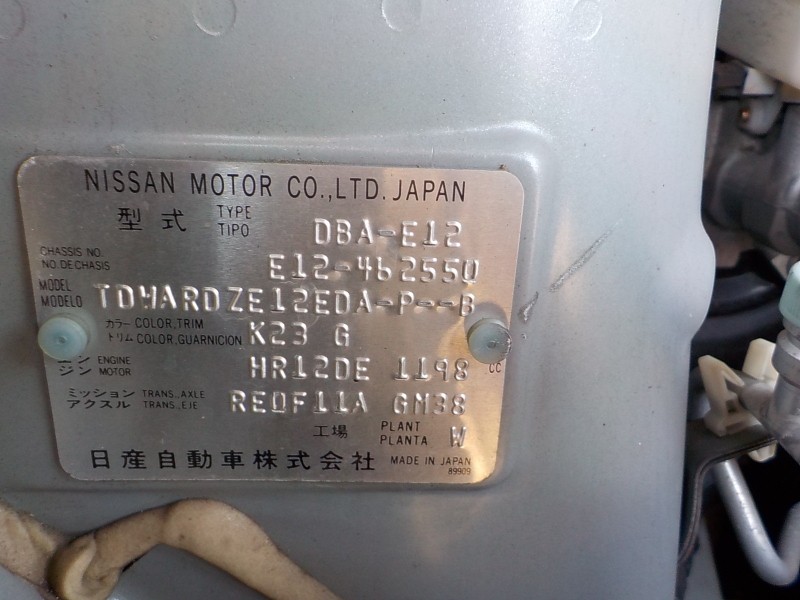 NISSAN MOTOR CO.,LTD. JAPAN
型式 TYPE TIPO DBA-E12
CHASSIS NO. NO.DE CHASIS E12-462550
MODEL MODELO TDWARDZE12EDA-P--B
カラー COLOR,TRIM トリム COLOR,GUARNICION K23 G
エンジン ENGINE MOTOR HR12DE 1198 CC
ミッション アクスル TRANS.,AXLE TRANS.,EJE RE0F11A GM38
工場 PLANT PLANTA W
日産自動車株式会社 MADE IN JAPAN
89909